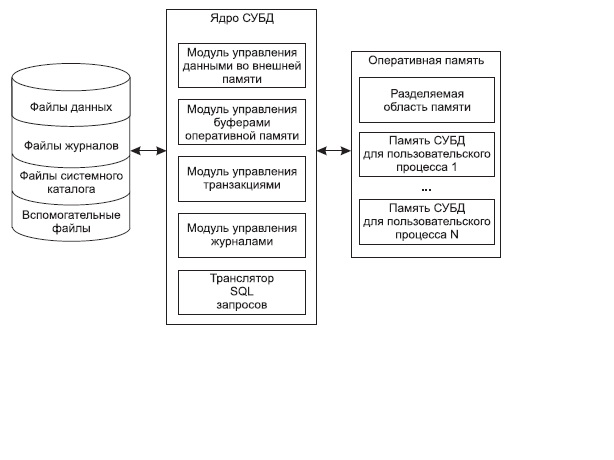 Файлы данных
Файлы журналов
Файлы системного
каталога
Вспомогательные
файлы
Ядро СУБД
Модуль управления
данными во внешней
памяти
Модуль управления
буферами
оперативной памяти
Модуль управления
транзакциями
Модуль управления
журналами
Транслятор
SQL
запросов
Оперативная память
Разделяемая
область памяти
Память СУБД
для пользовательского
процесса 1
...
Память СУБД
для пользовательского
процесса N